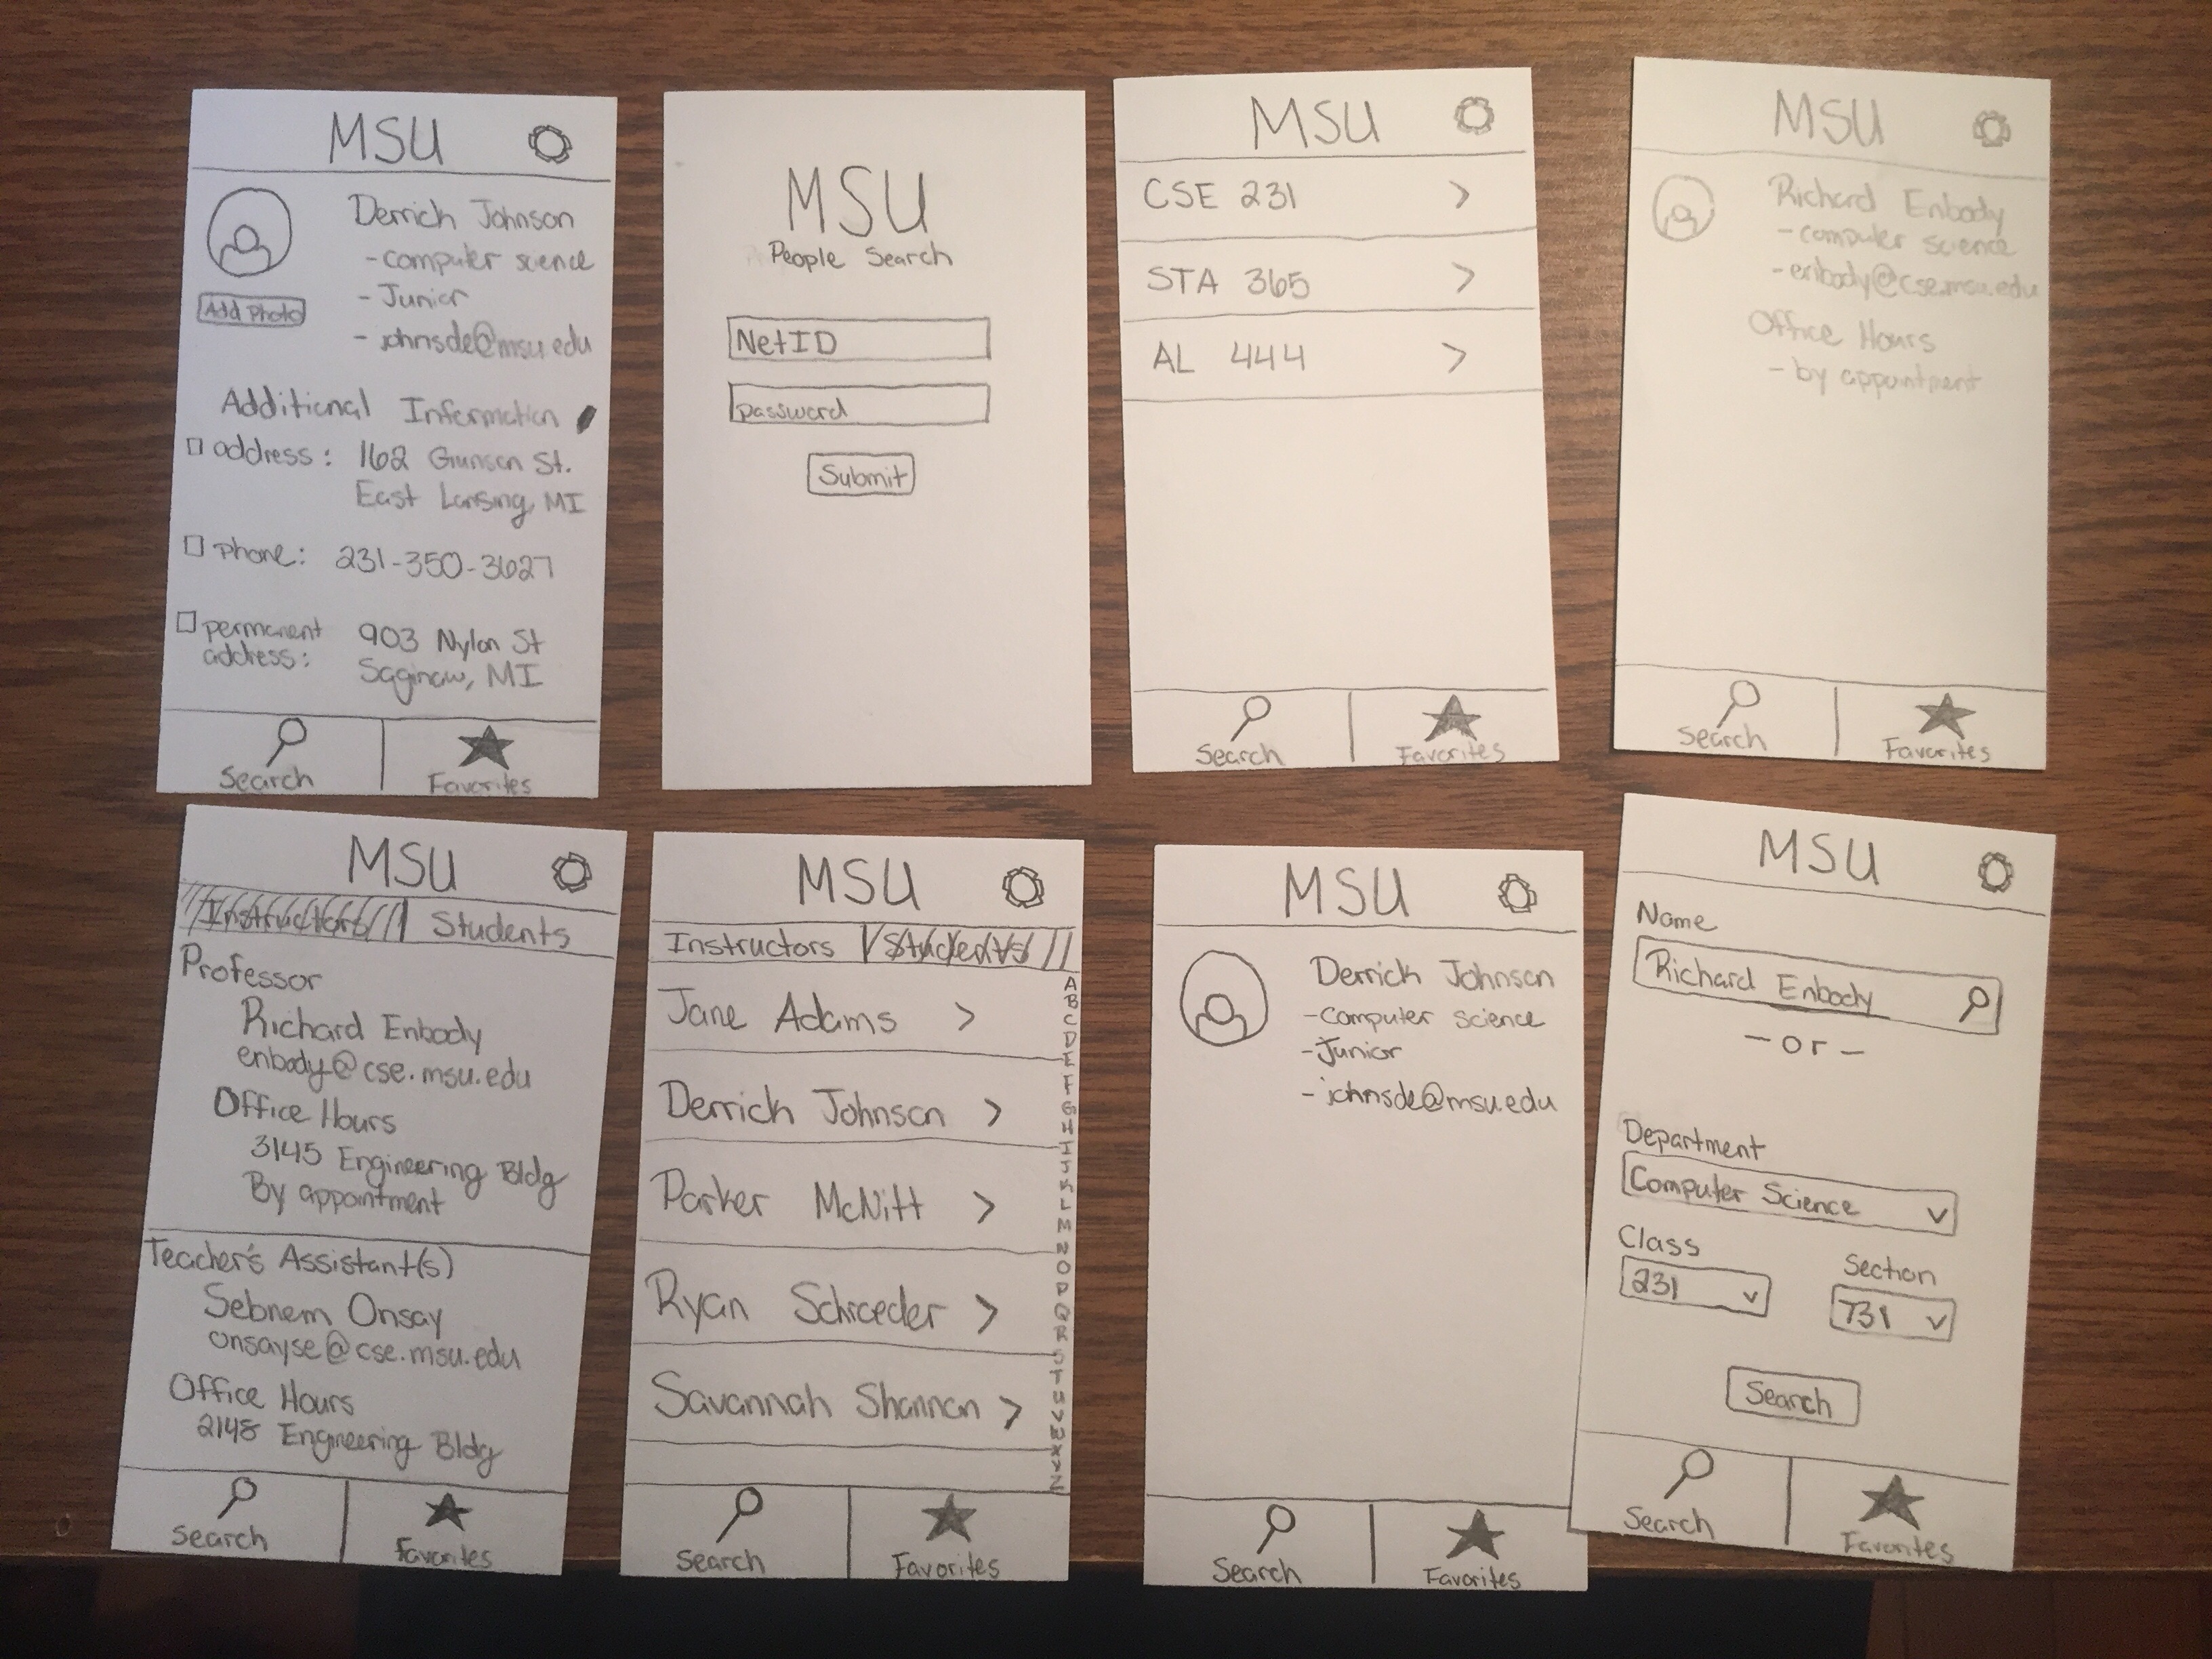 MSU
Derrick Johnson
- computer science
- Junior
- johnsde@msu.edu
Add Photo
Additional Information
address: 162 Gunson St.
East Lansing, MI
phone: 231-350-3627
permanent address: 903 Nylon St
Saginaw, MI
Search
Favorites
MSU
People Search
NetID
password
Submit
MSU
CSE 231 >
STA 365 >
AL 444 >
Search
Favorites
MSU
Richard Enbody
- computer science
- enbody@cse.msu.edu
Office Hours
- by appointment
Search
Favorites
MSU
Instructors Students
Professor
Richard Enbody
enbody@cse.msu.edu
Office Hours
3145 Engineering Bldg
By appointment
Teacher's Assistant(s)
Sebnem Onsay
onsayse@cse.msu.edu
Office Hours
2148 Engineering Bldg
Search
Favorites
MSU
Instructors Students
Jane Adams >
Derrick Johnson >
Parker McNitt >
Ryan Schroeder >
Savannah Shannon >
A
B
C
D
E
F
G
H
I
J
K
L
M
N
O
P
Q
R
S
T
U
V
W
X
Y
Z
Search
Favorites
MSU
Derrick Johnson
- computer science
- Junior
- johnsde@msu.edu
Search
Favorites
MSU
Name
Richard Enbody
- or -
Department
Computer Science
Class
231
Section
731
Search
Search
Favorites